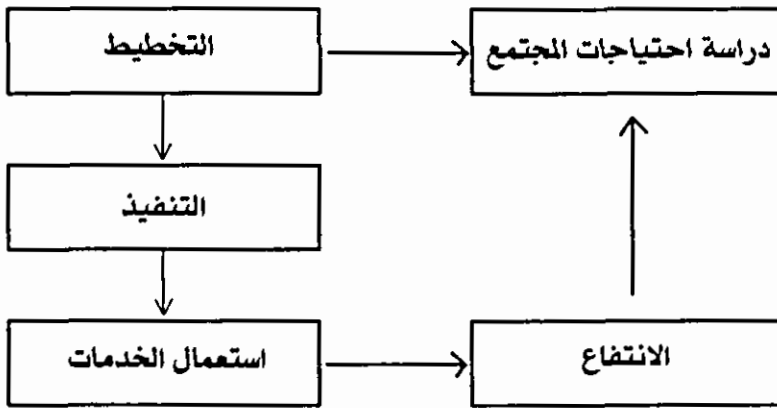 دراسة احتياجات المجتمع
التخطيط
التنفيذ
استعمال الخدمات
الانتفاع